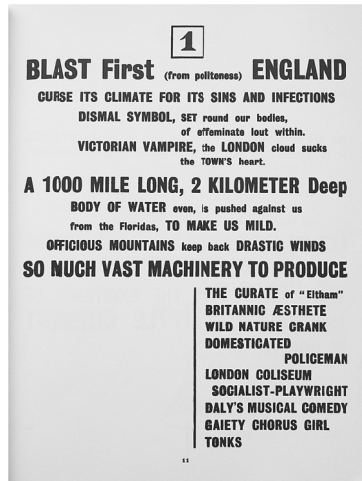 1
BLAST First (from politeness) ENGLAND
CURSE ITS CLIMATE FOR ITS SINS AND INFECTIONS
DISMAL SYMBOL, SET round our bodies,
of effeminate lout within.
VICTORIAN VAMPIRE, the LONDON cloud sucks
the TOWN'S heart.
A 1000 MILE LONG, 2 KILOMETER Deep
BODY OF WATER even, is pushed against us
from the Floridas, TO MAKE US MILD.
OFFICIOUS MOUNTAINS keep back DRASTIC WINDS
SO MUCH VAST MACHINERY TO PRODUCE
THE CURATE of "Eltham"
BRITANNIC ÆSTHETE
WILD NATURE CRANK
DOMESTICATED
POLICEMAN
LONDON COLISEUM
SOCIALIST-PLAYWRIGHT
DALY'S MUSICAL COMEDY
GAIETY CHORUS GIRL
TONKS
11